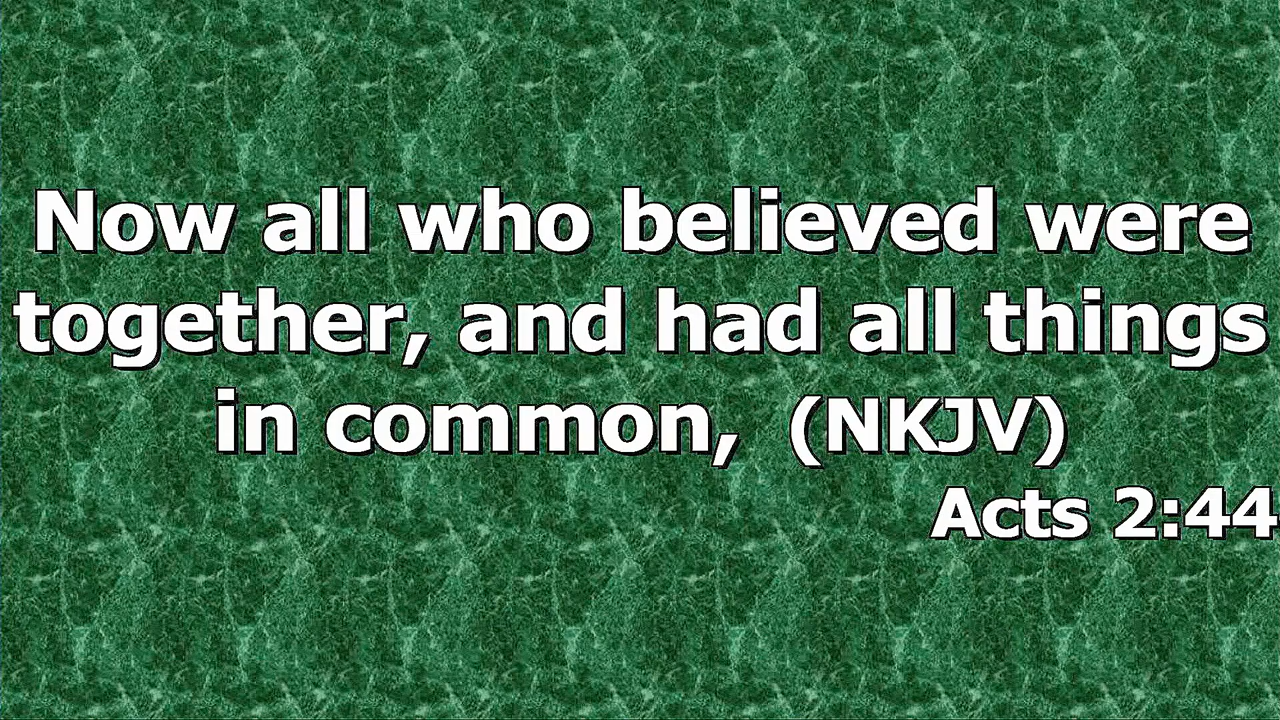 Now all who believed were
together, and had all things
in common, (NKJV)
Acts 2:44